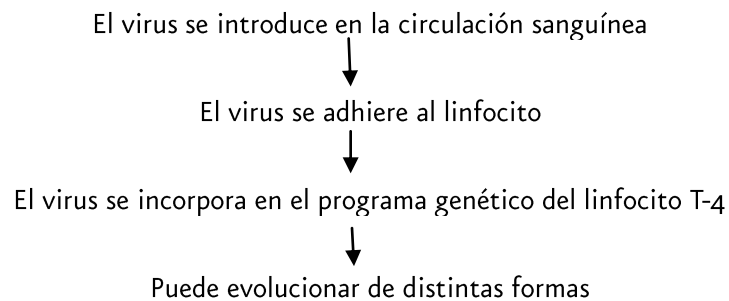 El virus se introduce en la circulación sanguínea
El virus se adhiere al linfocito
El virus se incorpora en el programa genético del linfocito T-4
Puede evolucionar de distintas formas